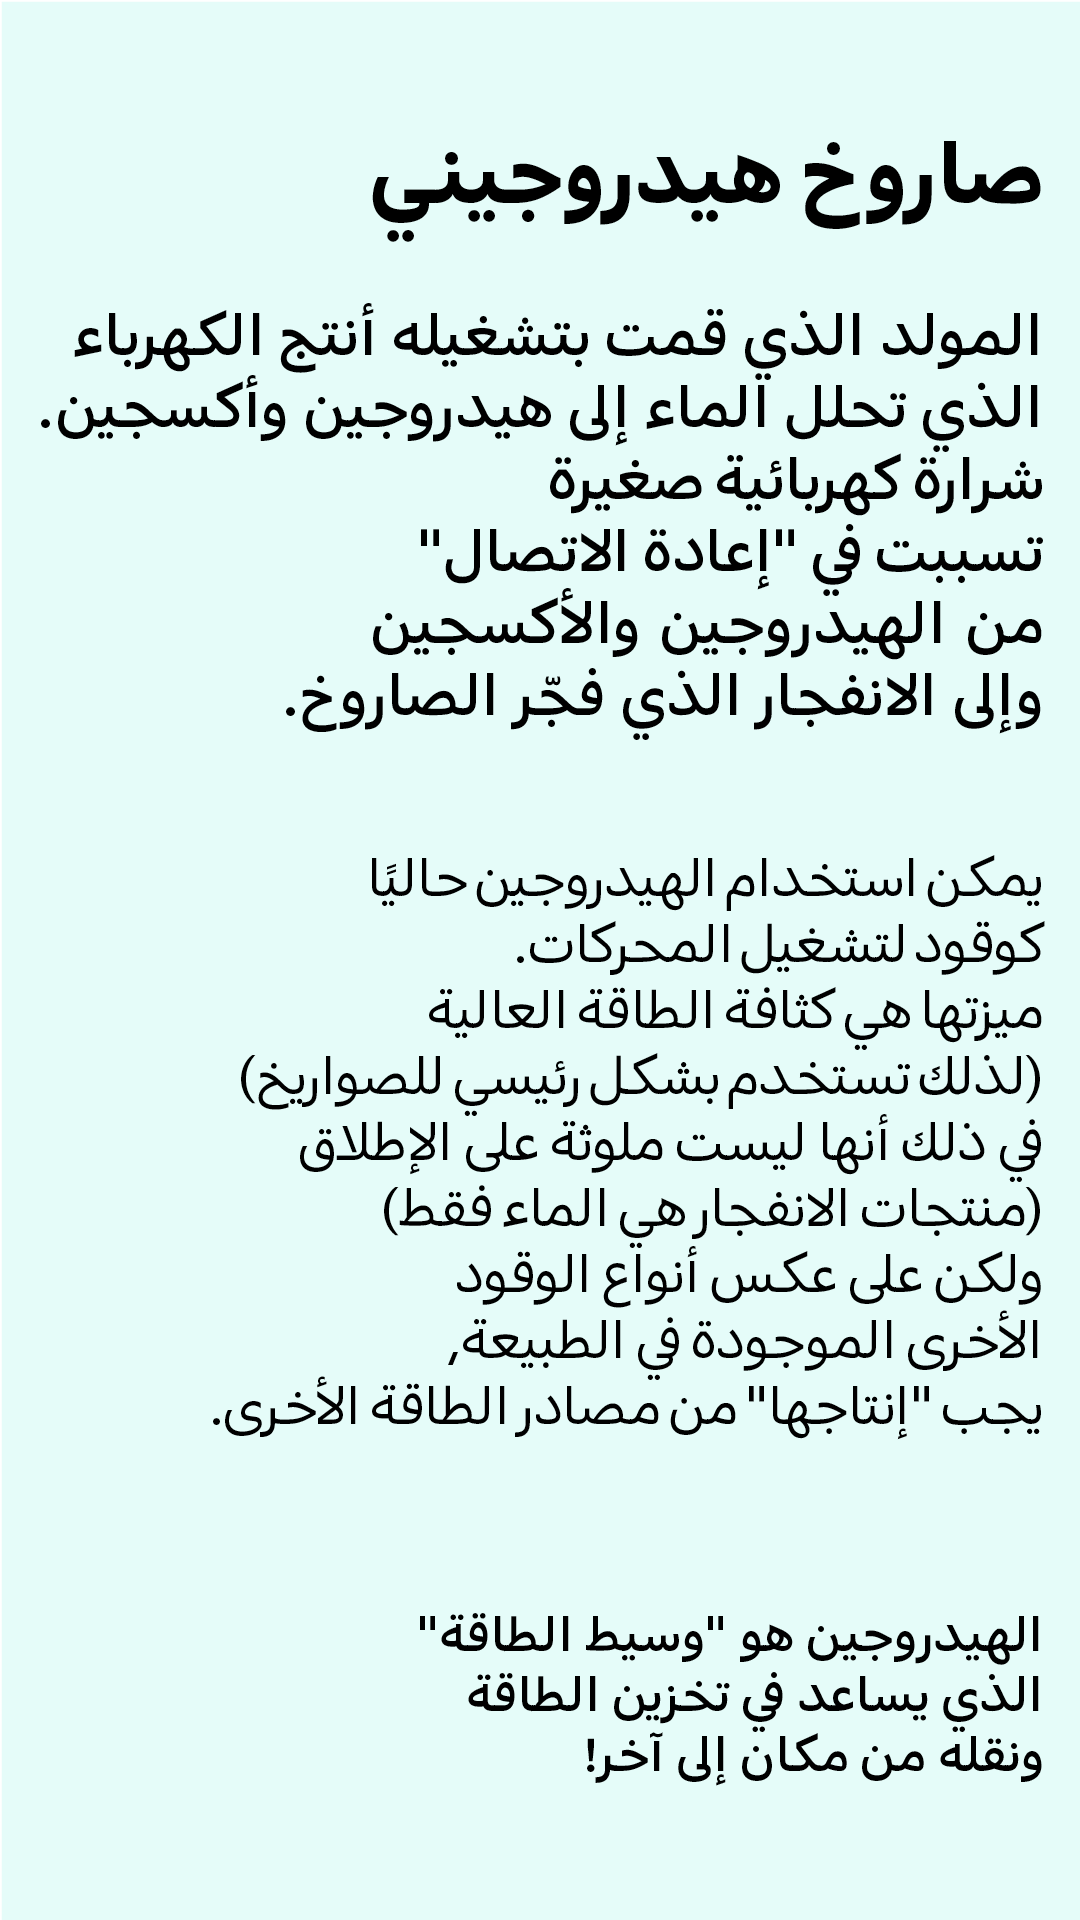 صاروخ هيدروجيني
المولد الذي قمت بتشغيله أنتج الكهرباء
الذي تحلل الماء إلى هيدروجين وأكسجين.
شرارة كهربائية صغيرة
تسببت في "إعادة الاتصال"
من الهيدروجين والأكسجين
وإلى الانفجار الذي فجّر الصاروخ.
يمكن استخدام الهيدروجين حاليًا
كوقود لتشغيل المحركات.
ميزتها هي كثافة الطاقة العالية
(لذلك تستخدم بشكل رئيسي للصواريخ)
في ذلك أنها ليست ملوثة على الإطلاق
(منتجات الانفجار هي الماء فقط)
ولكن على عكس أنواع الوقود
الأخرى الموجودة في الطبيعة,
يجب "إنتاجها" من مصادر الطاقة الأخرى.
الهيدروجين هو "وسيط الطاقة"
الذي يساعد في تخزين الطاقة
ونقله من مكان إلى آخر!